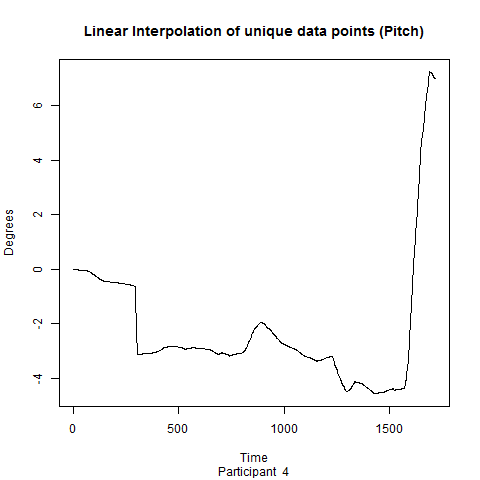 Linear Interpolation of unique data points (Pitch)
Degrees
6
4
2
0
-2
-4
0 500 1000 1500
Time
Participant 4